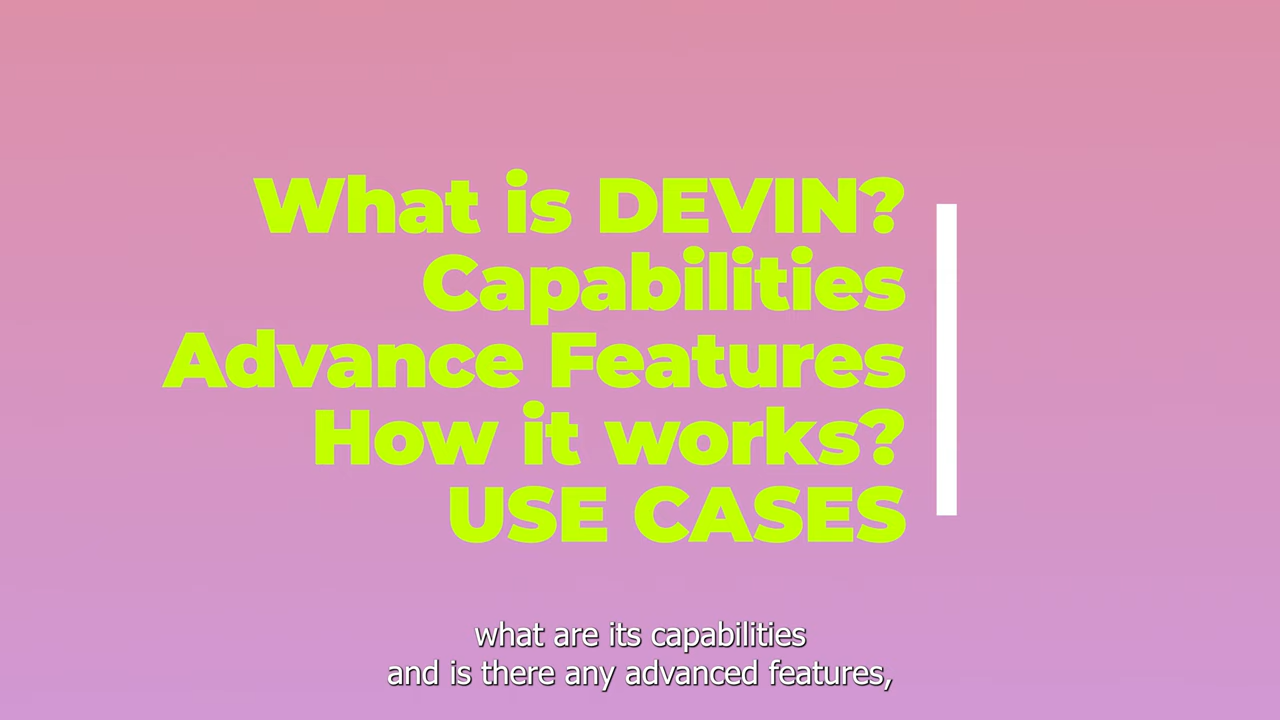 What is DEVIN?
Capabilities
Advance Features
How it works?
USE CASES
what are its capabilities
and is there any advanced features,